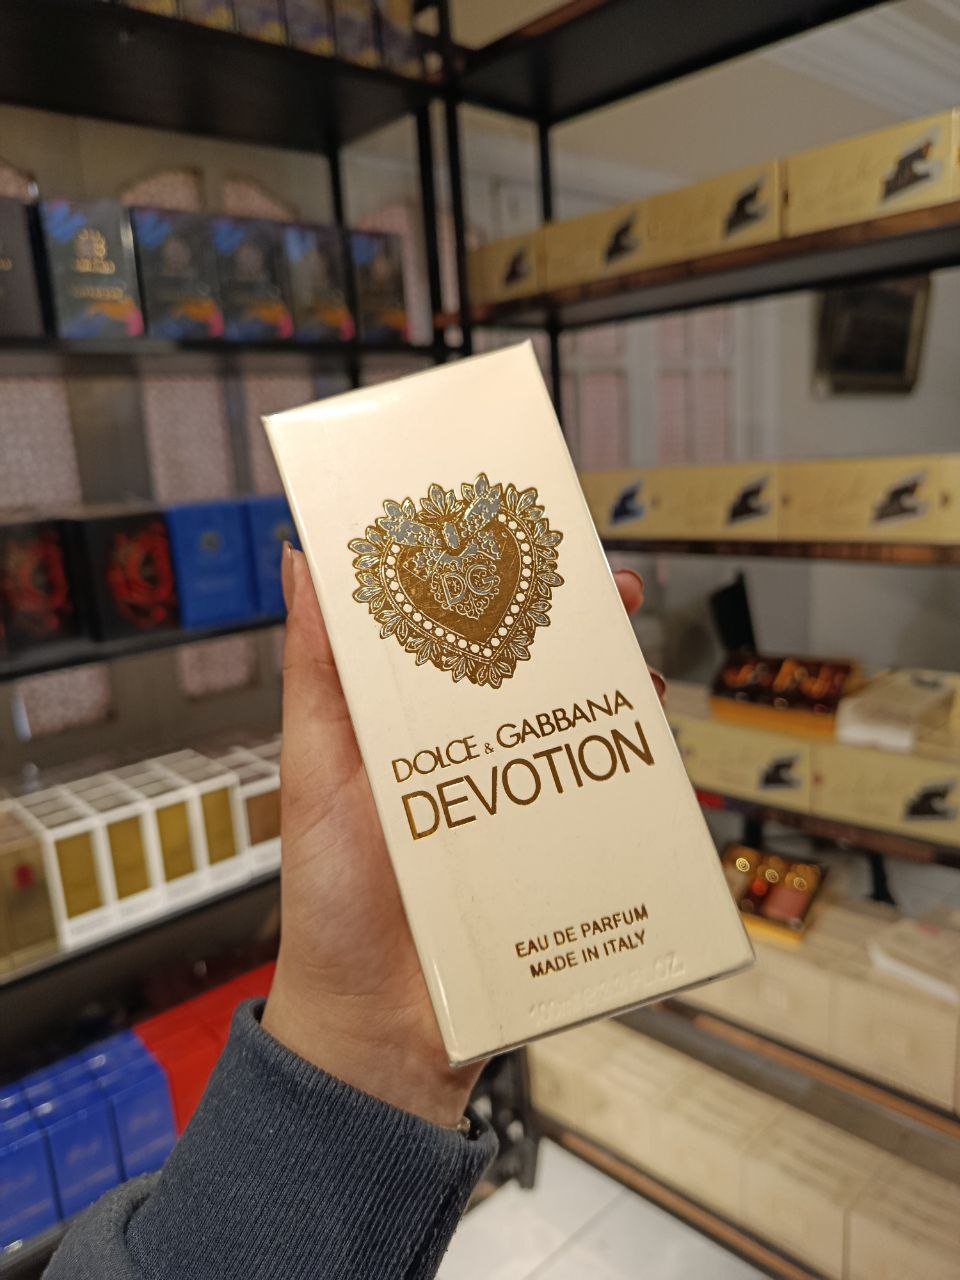 DG
DOLCE & GABBANA
DEVOTION
EAU DE PARFUM
MADE IN ITALY